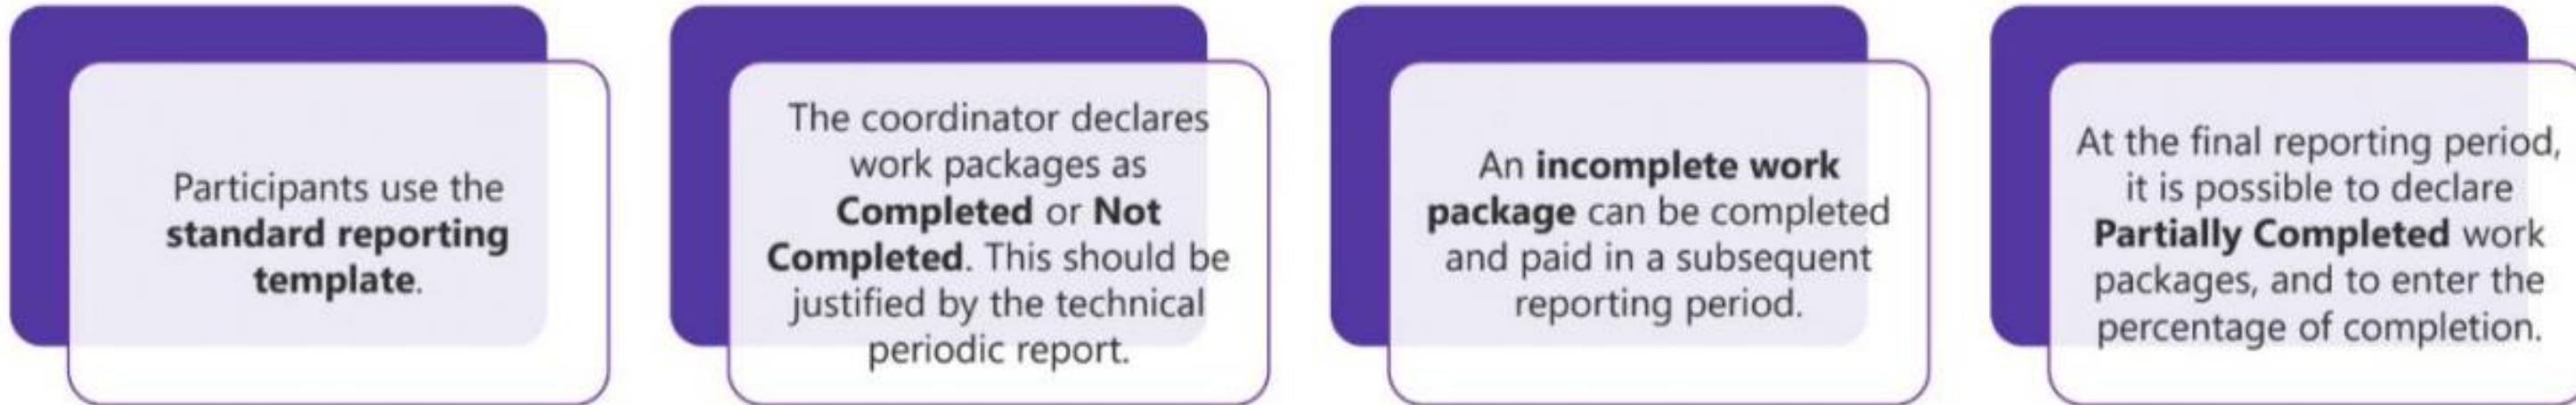 Participants use the
standard reporting
template.
The coordinator declares
work packages as
Completed or Not
Completed. This should be
justified by the technical
periodic report.
An incomplete work
package can be completed
and paid in a subsequent
reporting period.
At the final reporting period,
it is possible to declare
Partially Completed work
packages, and to enter the
percentage of completion.